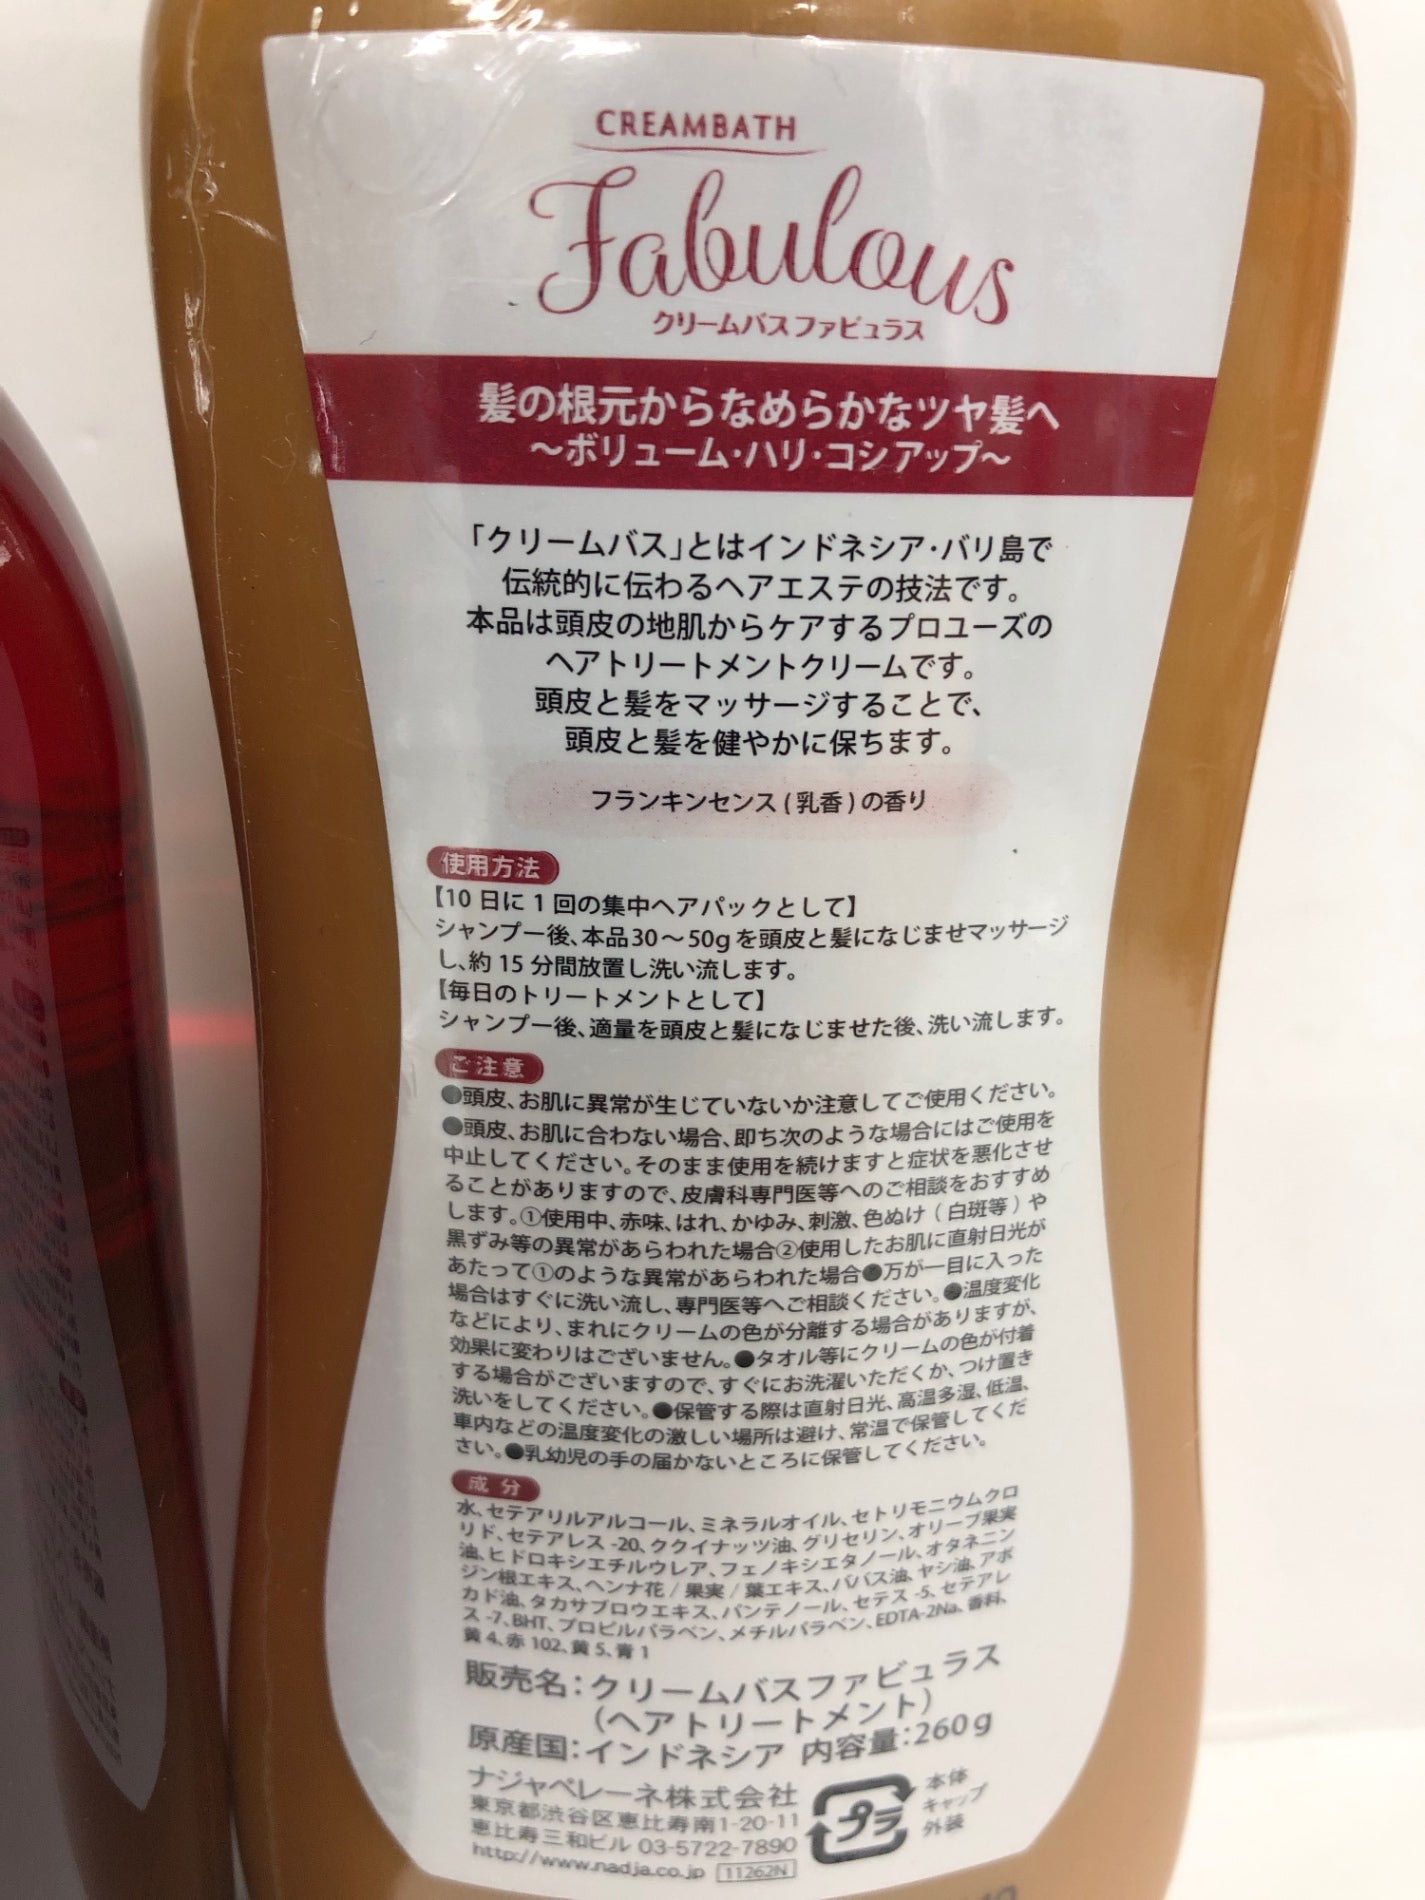 CREAMBATH
Fabulous
クリームバスファビュラス
髪の根元からなめらかなツヤ髪へ
〜ボリューム・ハリ・コシアップ〜
「クリームバス」とはインドネシア・バリ島で
伝統的に伝わるヘアエステの技法です。
本品は頭皮の地肌からケアするプロユーズの
ヘアトリートメントクリームです。
頭皮と髪をマッサージすることで、
頭皮と髪を健やかに保ちます。
フランキンセンス(乳香)の香り
使用方法
【10日に1回の集中ヘアパックとして】
シャンプー後、本品30〜50gを頭皮と髪になじませマッサージ
し、約15分間放置し洗い流します。
【毎日のトリートメントとして】
シャンプー後、適量を頭皮と髪になじませた後、洗い流します。
ご注意
●頭皮、お肌に異常が生じていないか注意してご使用ください。
●頭皮、お肌に合わない場合、即ち次のような場合にはご使用を
中止してください。そのまま使用を続けますと症状を悪化させ
ることがありますので、皮膚科専門医等へのご相談をおすすめ
します。①使用中、赤味、はれ、かゆみ、刺激、色ぬけ(白斑等)や
黒ずみ等の異常があらわれた場合②使用したお肌に直射日光が
あたって①のような異常があらわれた場合●万が一目に入った
場合はすぐに洗い流し、専門医等へご相談ください。●温度変化
などにより、まれにクリームの色が分離する場合がありますが、
効果に変わりはございません。●タオル等にクリームの色が付着
する場合がございますので、すぐにお洗濯いただくか、つけ置き
洗いをしてください。●保管する際は直射日光、高温多湿、低温、
車内などの温度変化の激しい場所は避け、常温で保管してくだ
さい。●乳幼児の手の届かないところに保管してください。
成分
水、セテアリルアルコール、ミネラルオイル、セトリモニウムクロ
リド、セテアレス-20、ククイナッツ油、グリセリン、オリーブ果実
油、ヒドロキシエチルウレア、フェノキシエタノール、オタネニン
ジン根エキス、ヘンナ花/果実/葉エキス、ババス油、ヤシ油、アボ
カド油、タカサブロウエキス、パンテノール、セテス-5、セテアレ
ス-7、BHT、プロピルパラベン、メチルパラベン、EDTA-2Na、香料、
黄4、赤102、黄5、青1
販売名:クリームバスファビュラス
(ヘアトリートメント)
原産国:インドネシア 内容量:260g
ナジャペレーネ株式会社
東京都渋谷区恵比寿南1-20-11
恵比寿三和ビル 03-5722-7890
http://www.nadja.co.jp 11262N
プラ
本体
キャップ
外装